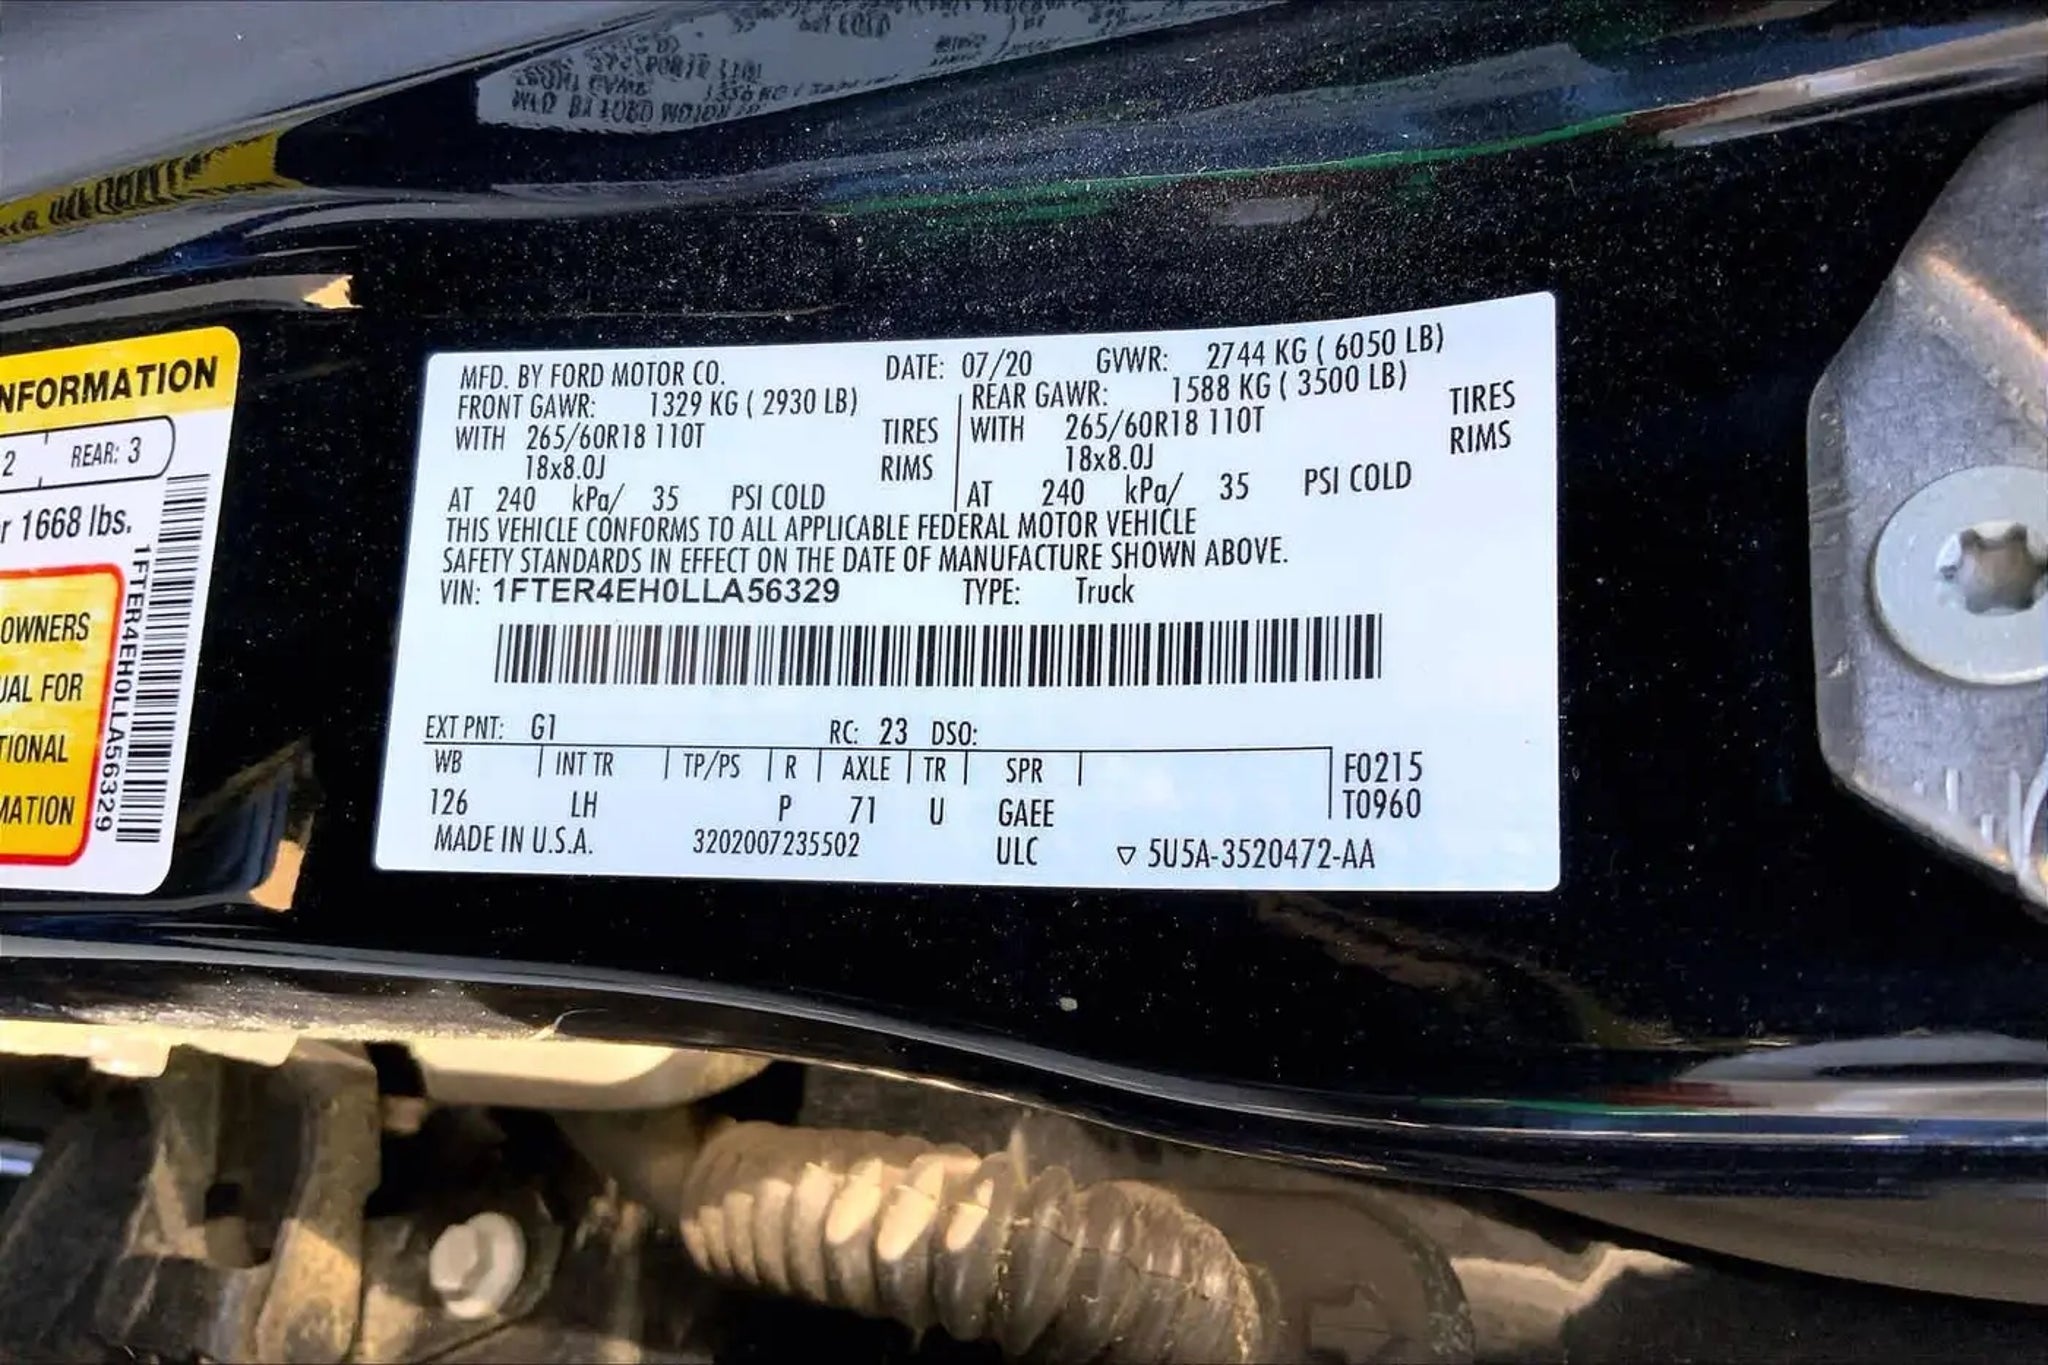 NFORMATION
2 REAR: 3
1668 lbs.
OWNERS
FOR
1FTER4EH0LLA56329
MFD. BY FORD MOTOR CO. DATE: 07/20 GVWR: 2744 KG ( 6050 LB)
FRONT GAWR: 1329 KG ( 2930 LB) REAR GAWR: 1588 KG ( 3500 LB)
WITH 265/60R18 110T TIRES WITH 265/60R18 110T TIRES
18x8.0J RIMS 18x8.0J RIMS
AT 240 kPa/ 35 PSI COLD AT 240 kPa/ 35 PSI COLD
THIS VEHICLE CONFORMS TO ALL APPLICABLE FEDERAL MOTOR VEHICLE
SAFETY STANDARDS IN EFFECT ON THE DATE OF MANUFACTURE SHOWN ABOVE.
VIN: 1FTER4EH0LLA56329 TYPE: Truck
EXT PNT: G1 RC: 23 DSO:
WB INT TR TP/PS R AXLE TR SPR F0215
126 LH P 71 U GAEE T0960
MADE IN U.S.A. 3202007235502 ULC ▽ 5U5A-3520472-AA